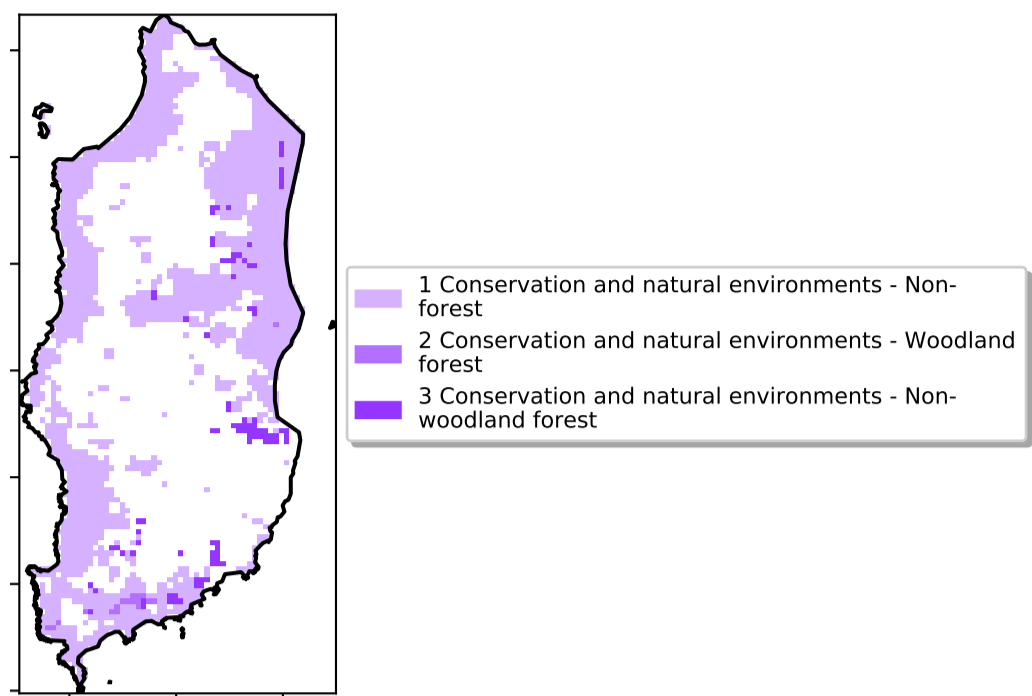 1 Conservation and natural environments - Non-
forest
2 Conservation and natural environments - Woodland
forest
3 Conservation and natural environments - Non-
woodland forest